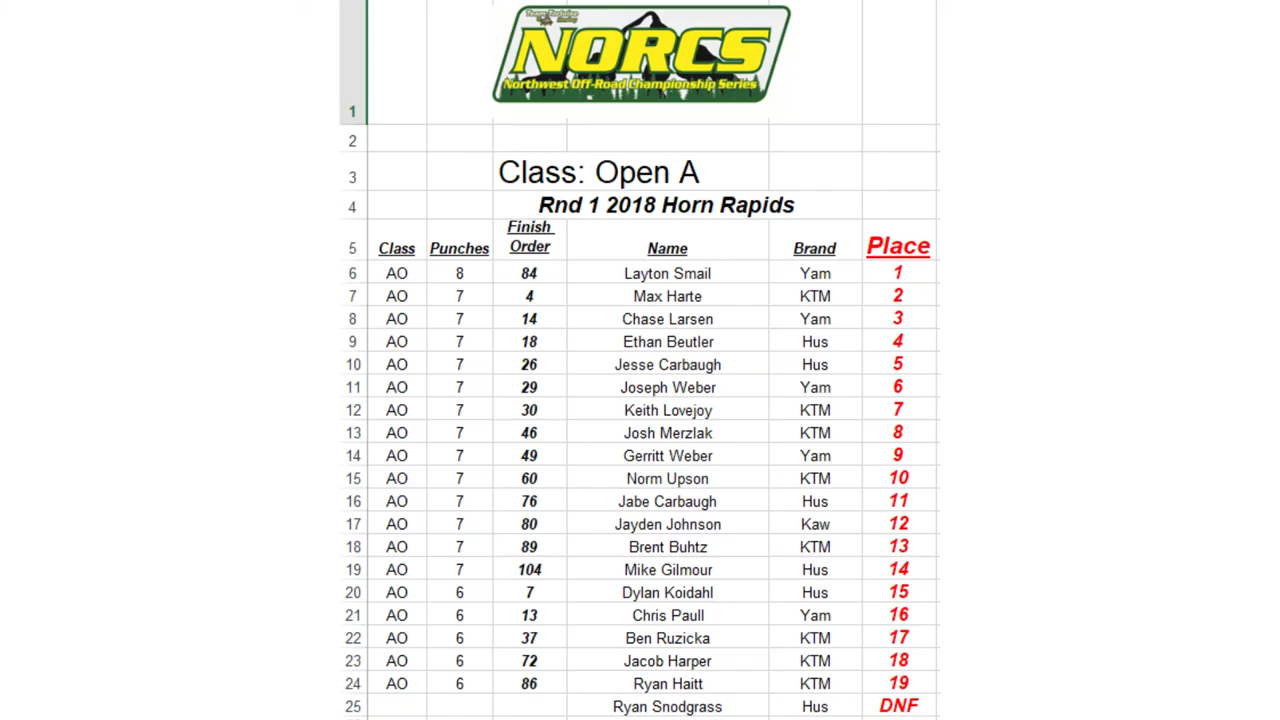 Team Tortoise
NORCS
Northwest Off-Road Championship Series
1
2
3 Class: Open A
4 Rnd 1 2018 Horn Rapids
Finish
5 Class Punches Order Name Brand Place
6 AO 8 84 Layton Smail Yam 1
7 AO 7 4 Max Harte KTM 2
8 AO 7 14 Chase Larsen Yam 3
9 AO 7 18 Ethan Beutler Hus 4
10 AO 7 26 Jesse Carbaugh Hus 5
11 AO 7 29 Joseph Weber Yam 6
12 AO 7 30 Keith Lovejoy KTM 7
13 AO 7 46 Josh Merzlak KTM 8
14 AO 7 49 Gerritt Weber Yam 9
15 AO 7 60 Norm Upson KTM 10
16 AO 7 76 Jabe Carbaugh Hus 11
17 AO 7 80 Jayden Johnson Kaw 12
18 AO 7 89 Brent Buhtz KTM 13
19 AO 7 104 Mike Gilmour Hus 14
20 AO 6 7 Dylan Koidahl Hus 15
21 AO 6 13 Chris Paull Yam 16
22 AO 6 37 Ben Ruzicka KTM 17
23 AO 6 72 Jacob Harper KTM 18
24 AO 6 86 Ryan Haitt KTM 19
25 Ryan Snodgrass Hus DNF